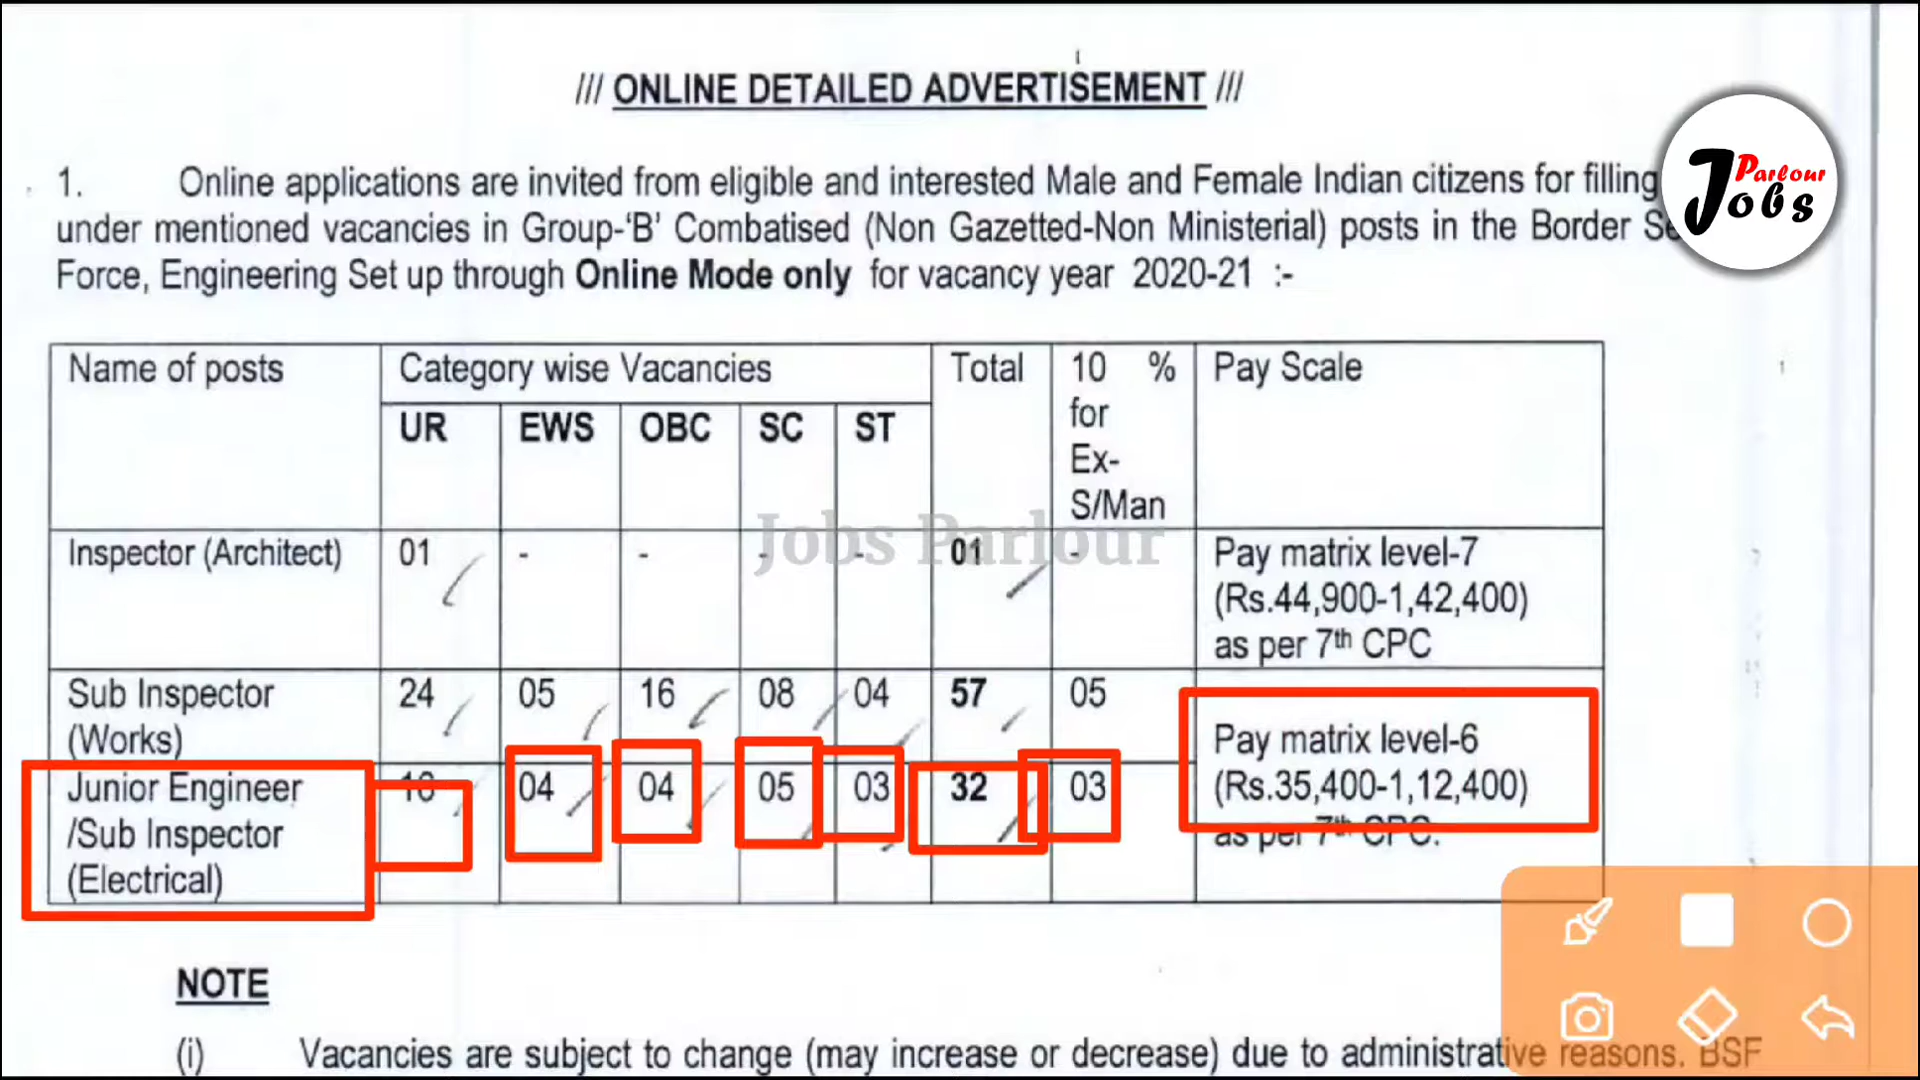 /// ONLINE DETAILED ADVERTISEMENT ///
Parlour
Jobs
1. Online applications are invited from eligible and interested Male and Female Indian citizens for filling
under mentioned vacancies in Group-‘B’ Combatised (Non Gazetted-Non Ministerial) posts in the Border
Force, Engineering Set up through Online Mode only for vacancy year 2020-21 :-
Name of posts Category wise Vacancies Total 10 % Pay Scale
for
UR EWS OBC SC ST
Ex-
S/Man
Jobs Parlour
Inspector (Architect) 01 - - - - 01 - Pay matrix level-7
(Rs.44,900-1,42,400)
as per 7th CPC
Sub Inspector 24 05 16 08 04 57 05
(Works) Pay matrix level-6
Junior Engineer 04 04 05 03 32 03 (Rs.35,400-1,12,400)
/Sub Inspector as per 7th CPC.
(Electrical)
NOTE
(i) Vacancies are subject to change (may increase or decrease) due to administrative reasons. BSF